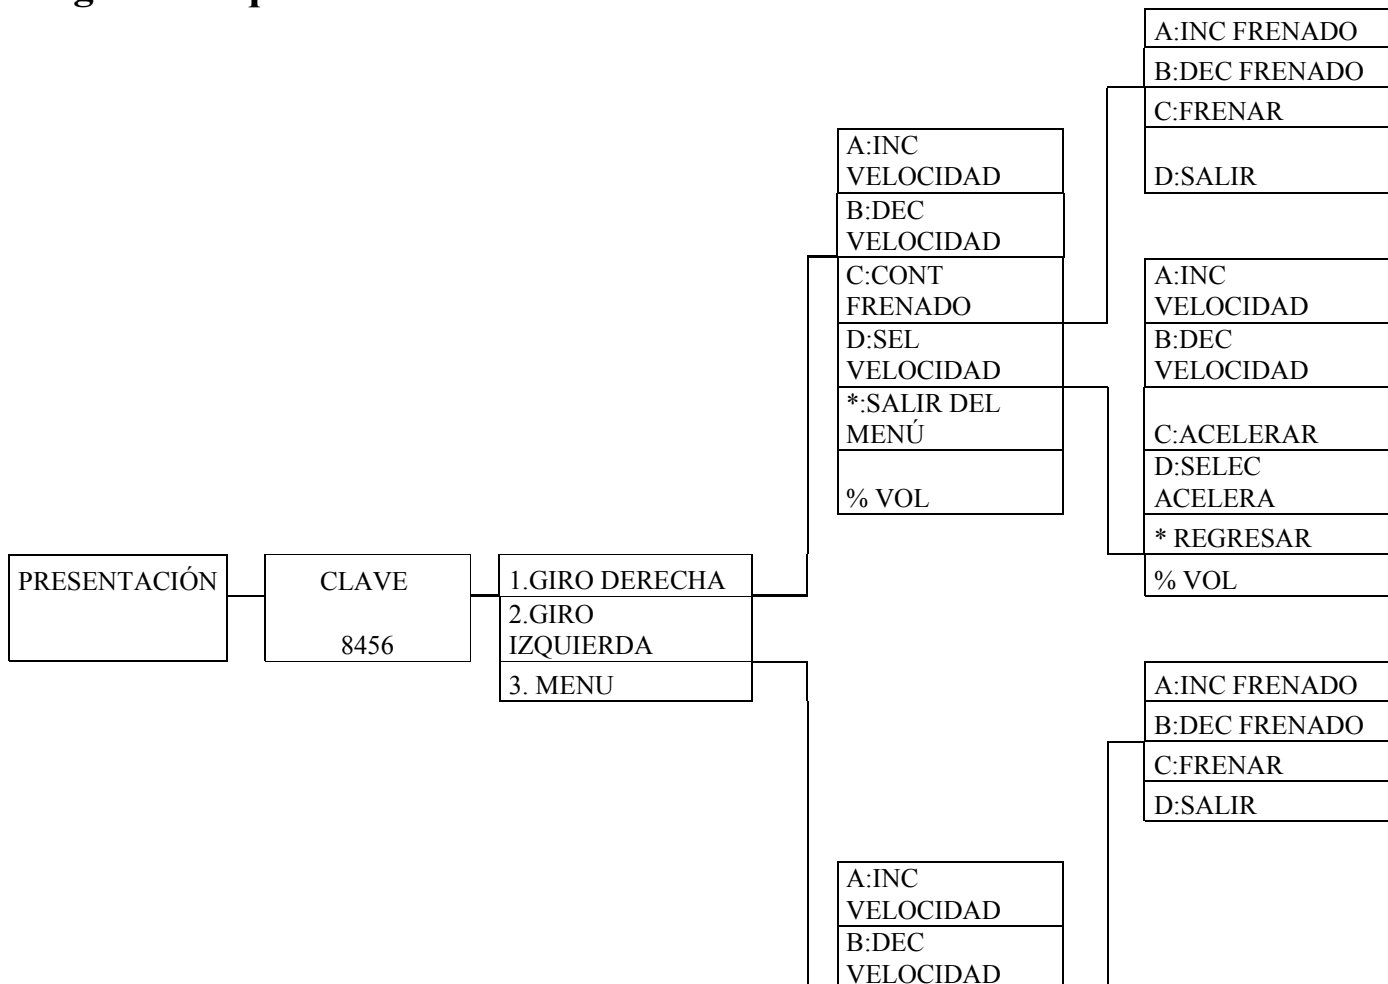 A:INC FRENADO
B:DEC FRENADO
C:FRENAR
D:SALIR
A:INC
VELOCIDAD
B:DEC
VELOCIDAD
C:CONT
FRENADO
D:SEL
VELOCIDAD
*:SALIR DEL
MENÚ
% VOL
A:INC
VELOCIDAD
B:DEC
VELOCIDAD
C:ACELERAR
D:SELEC
ACELERA
* REGRESAR
% VOL
PRESENTACIÓN
CLAVE
8456
1.GIRO DERECHA
2.GIRO
IZQUIERDA
3. MENU
A:INC FRENADO
B:DEC FRENADO
C:FRENAR
D:SALIR
A:INC
VELOCIDAD
B:DEC
VELOCIDAD